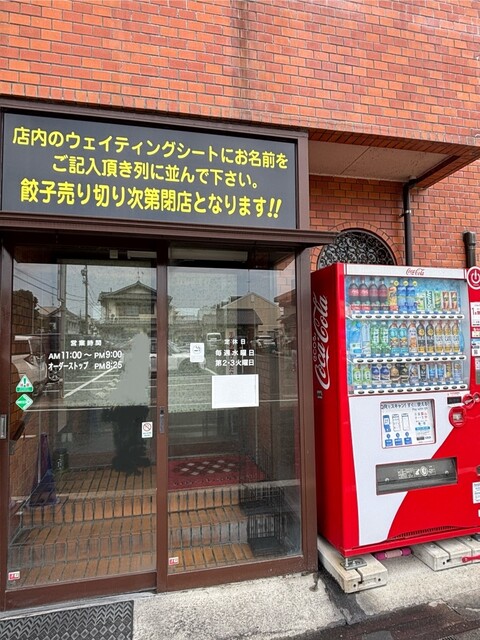 店内のウェイティングシートにお名前を
ご記入頂き列に並んで下さい。
餃子売り切り次第閉店となります!!
営業時間
AM11:00～PM9:00
オーダーストップ PM8:25
定休日
毎週水曜日
第2・3火曜日
Coca-Cola
Coca-Cola